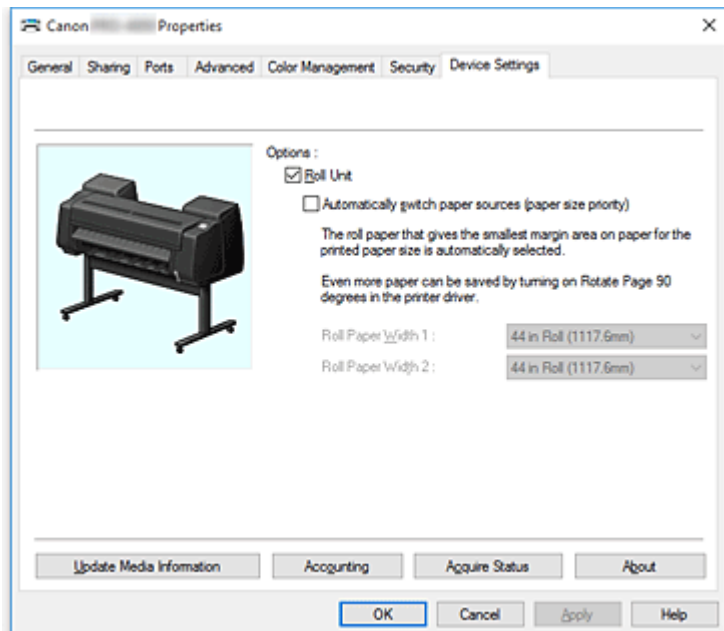 Canon Properties
General Sharing Ports Advanced Color Management Security Device Settings
Options :
Roll Unit
Automatically switch paper sources (paper size priority)
The roll paper that gives the smallest margin area on paper for the
printed paper size is automatically selected.
Even more paper can be saved by turning on Rotate Page 90
degrees in the printer driver.
Roll Paper Width 1 : 44 in Roll (1117.6mm)
Roll Paper Width 2 : 44 in Roll (1117.6mm)
Update Media Information Accounting Acquire Status About
OK Cancel Apply Help